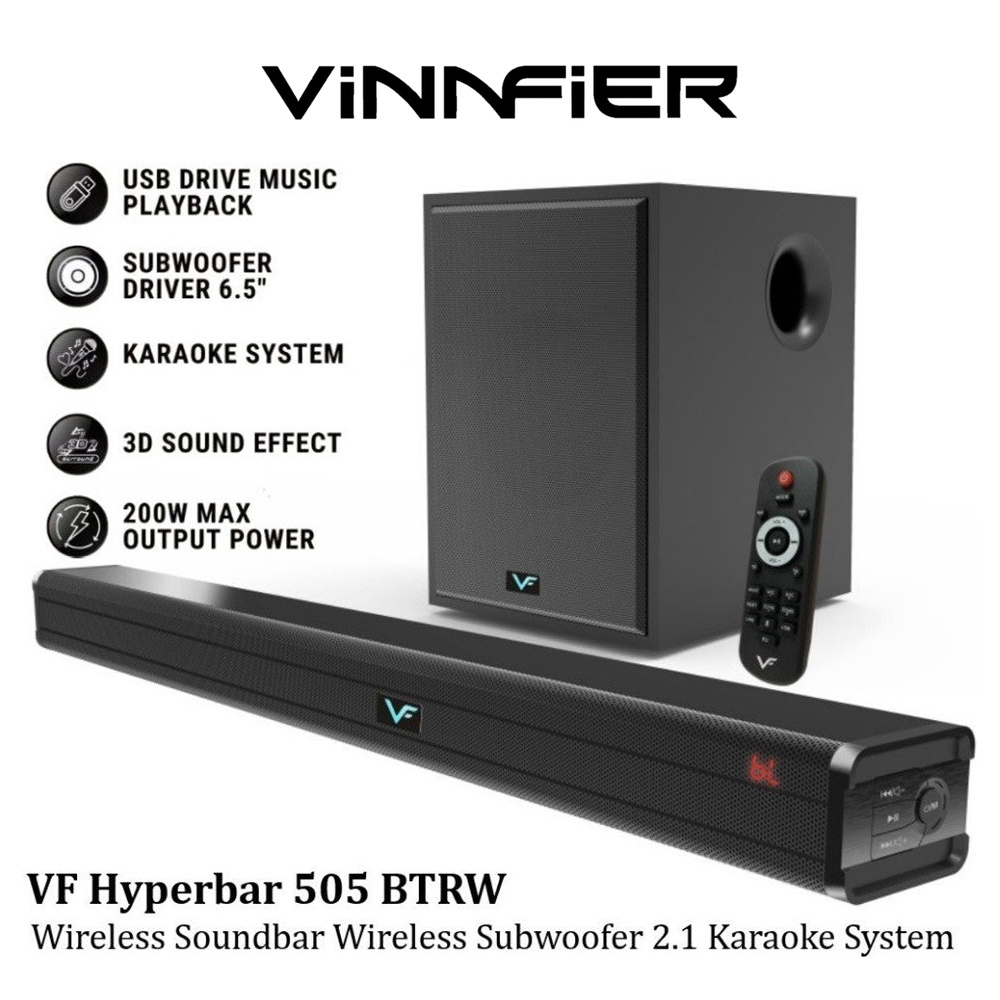 ViNNFiER
USB DRIVE MUSIC
PLAYBACK
SUBWOOFER
DRIVER 6.5"
KARAOKE SYSTEM
3D SOUND EFFECT
200W MAX
OUTPUT POWER
VF
VF
VF
bt
VF Hyperbar 505 BTRW
Wireless Soundbar Wireless Subwoofer 2.1 Karaoke System